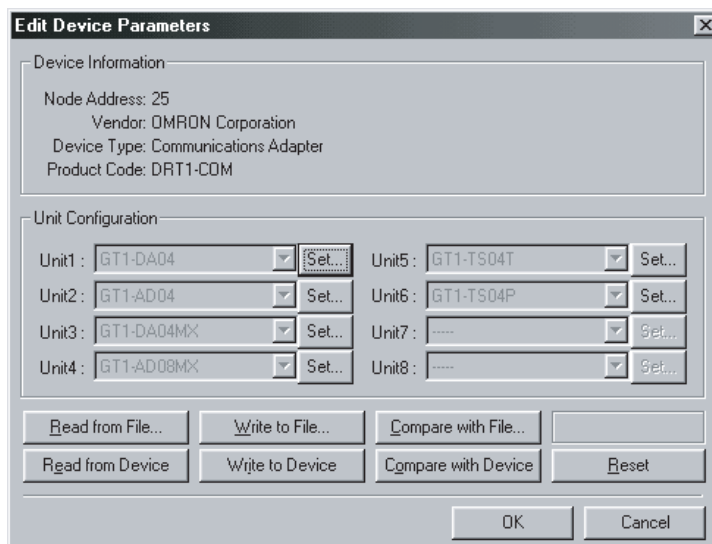 Edit Device Parameters
Device Information
Node Address: 25
Vendor: OMRON Corporation
Device Type: Communications Adapter
Product Code: DRT1-COM
Unit Configuration
Unit1 : GT1-DA04 Set... Unit5 : GT1-TS04T Set...
Unit2 : GT1-AD04 Set... Unit6 : GT1-TS04P Set...
Unit3 : GT1-DA04MX Set... Unit7 : ----- Set...
Unit4 : GT1-AD08MX Set... Unit8 : ----- Set...
Read from File... Write to File... Compare with File...
Read from Device Write to Device Compare with Device Reset
OK Cancel